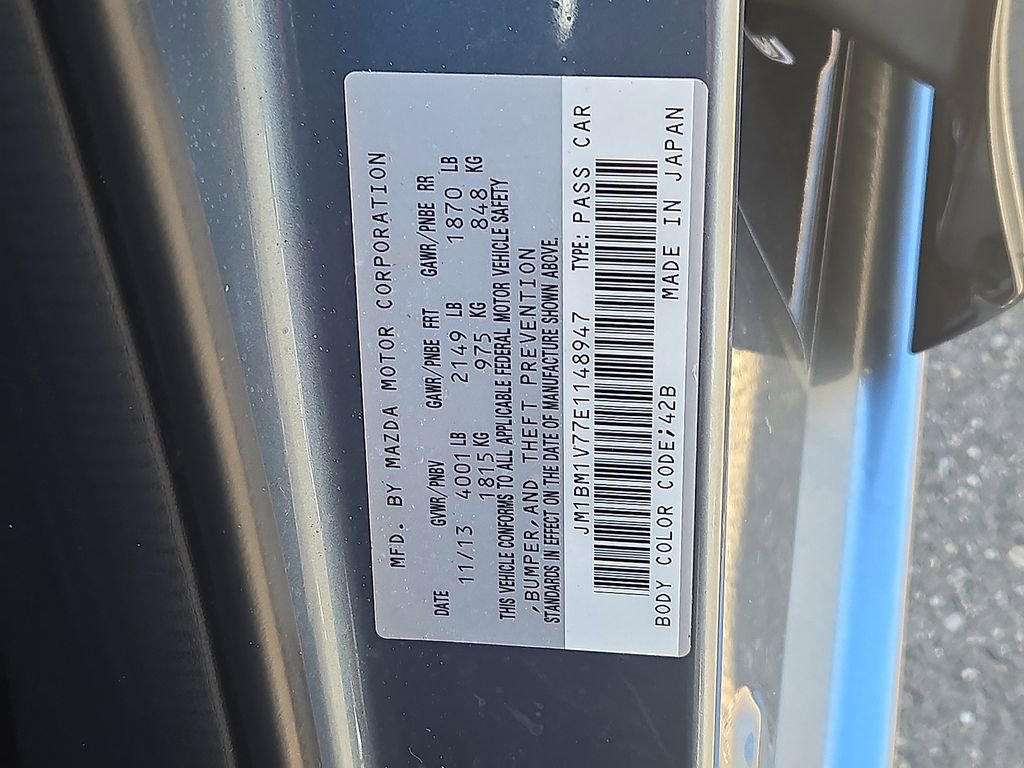 MFD. BY MAZDA MOTOR CORPORATION
DATE GVWR/PNBV GAWR/PNBE FRT GAWR/PNBE RR
11/13 4001 LB 2149 LB 1870 LB
1815 KG 975 KG 848 KG
THIS VEHICLE CONFORMS TO ALL APPLICABLE FEDERAL MOTOR VEHICLE SAFETY
,BUMPER,AND THEFT PREVENTION
STANDARDS IN EFFECT ON THE DATE OF MANUFACTURE SHOWN ABOVE.
JM1BM1V77E1148947 TYPE: PASS CAR
BODY COLOR CODE;42B MADE IN JAPAN